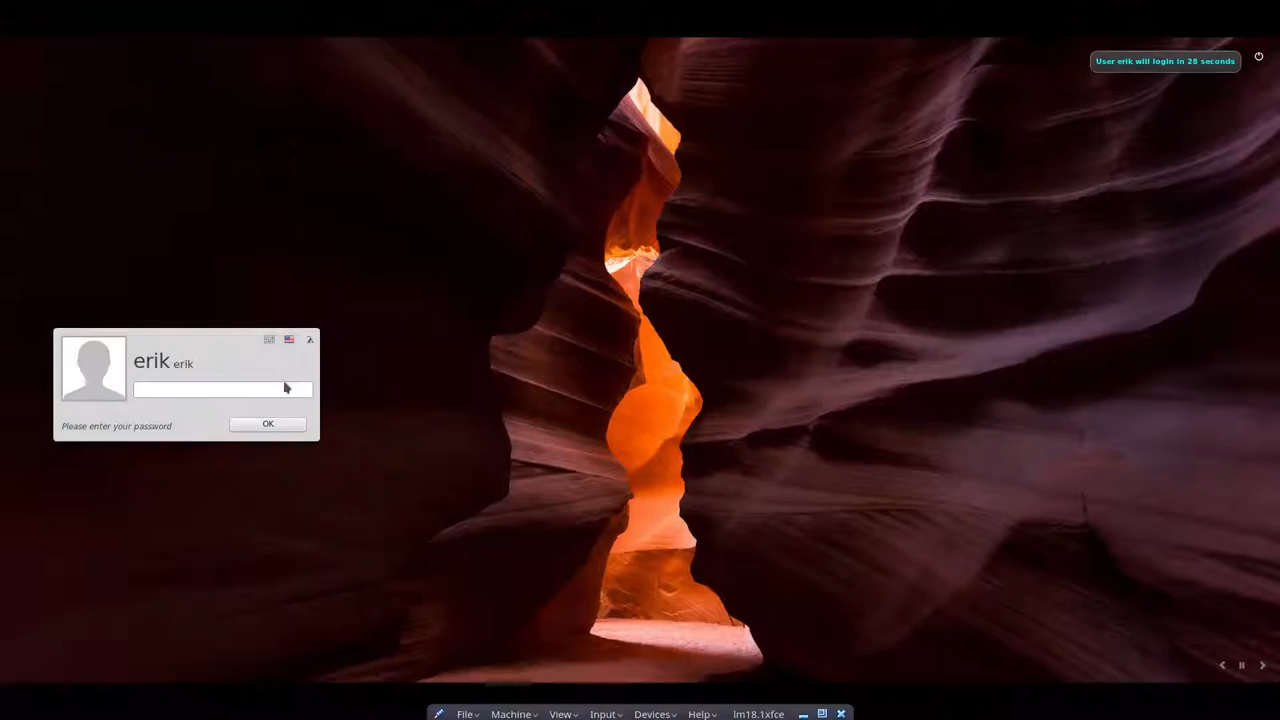 User erik will login in 28 seconds
erik erik
Please enter your password
OK
File Machine View Input Devices Help lm18.1xfce